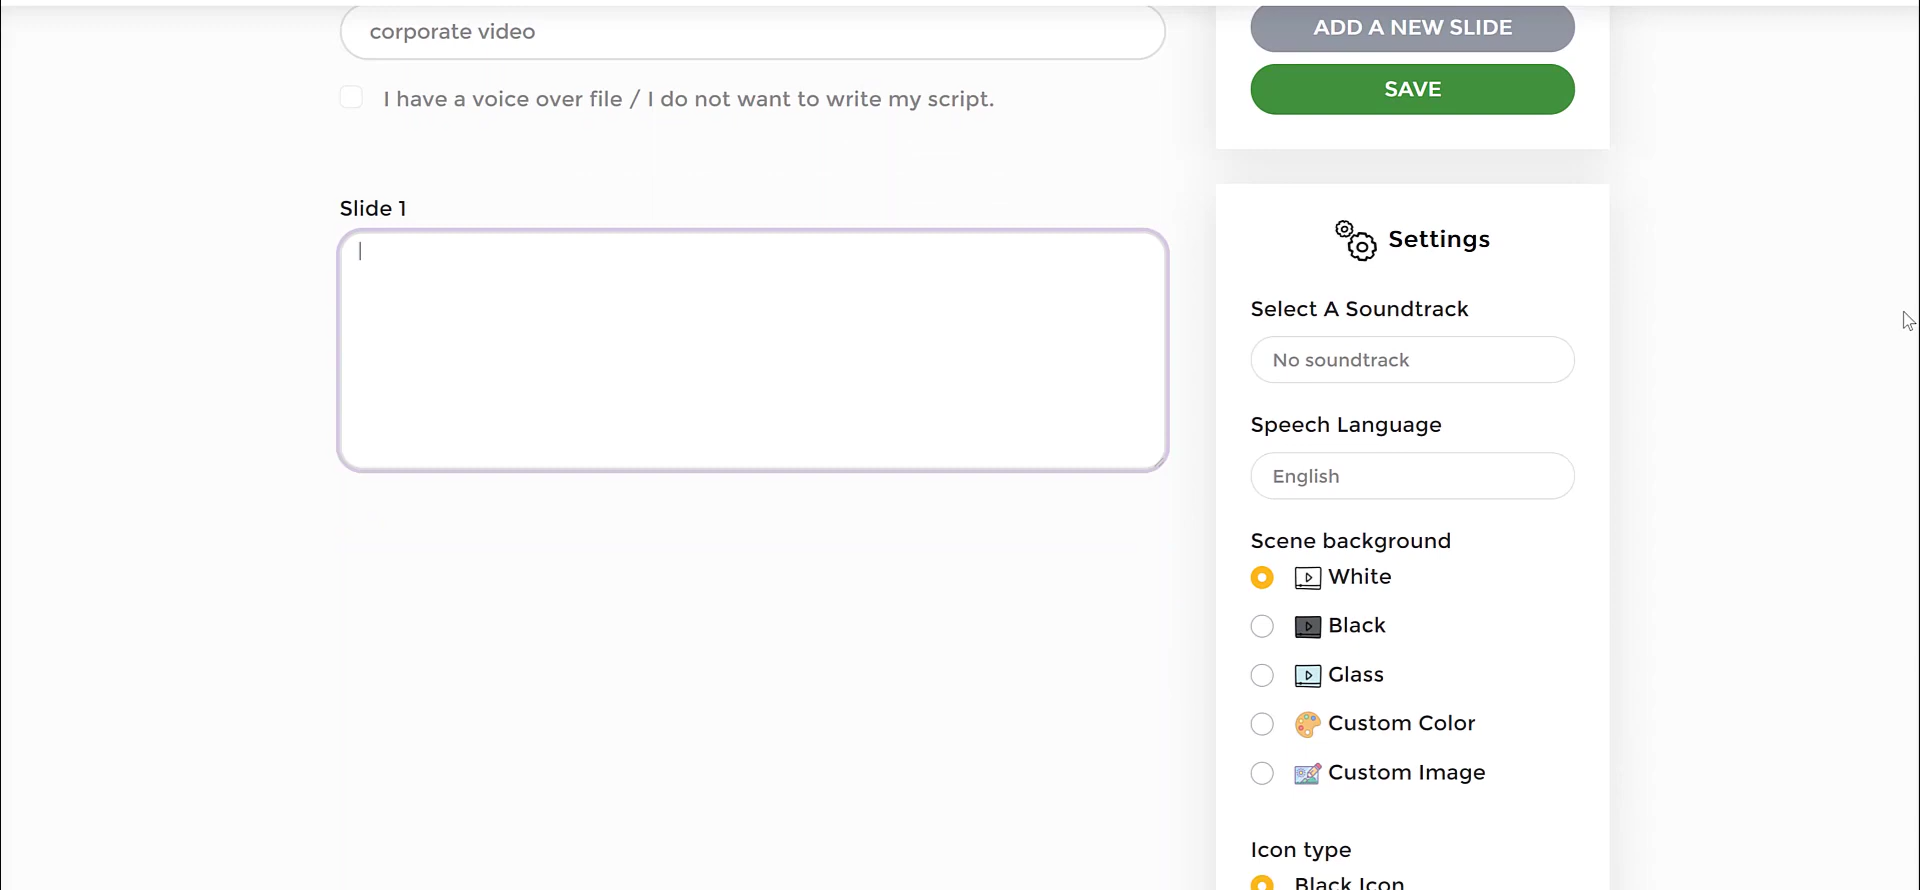 corporate video
I have a voice over file / I do not want to write my script.
Slide 1
ADD A NEW SLIDE
SAVE
Settings
Select A Soundtrack
No soundtrack
Speech Language
English
Scene background
White
Black
Glass
Custom Color
Custom Image
Icon type
Black Icon